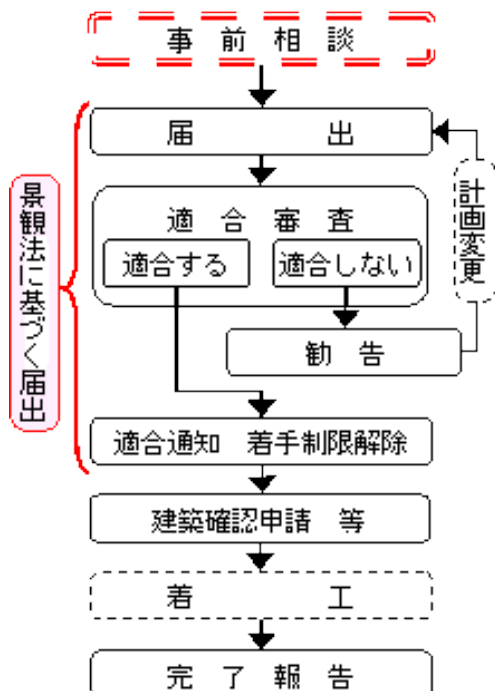 事前相談
届出
適合審査
適合する
適合しない
勧告
計画変更
適合通知 着手制限解除
景観法に基づく届出
建築確認申請 等
着工
完了報告